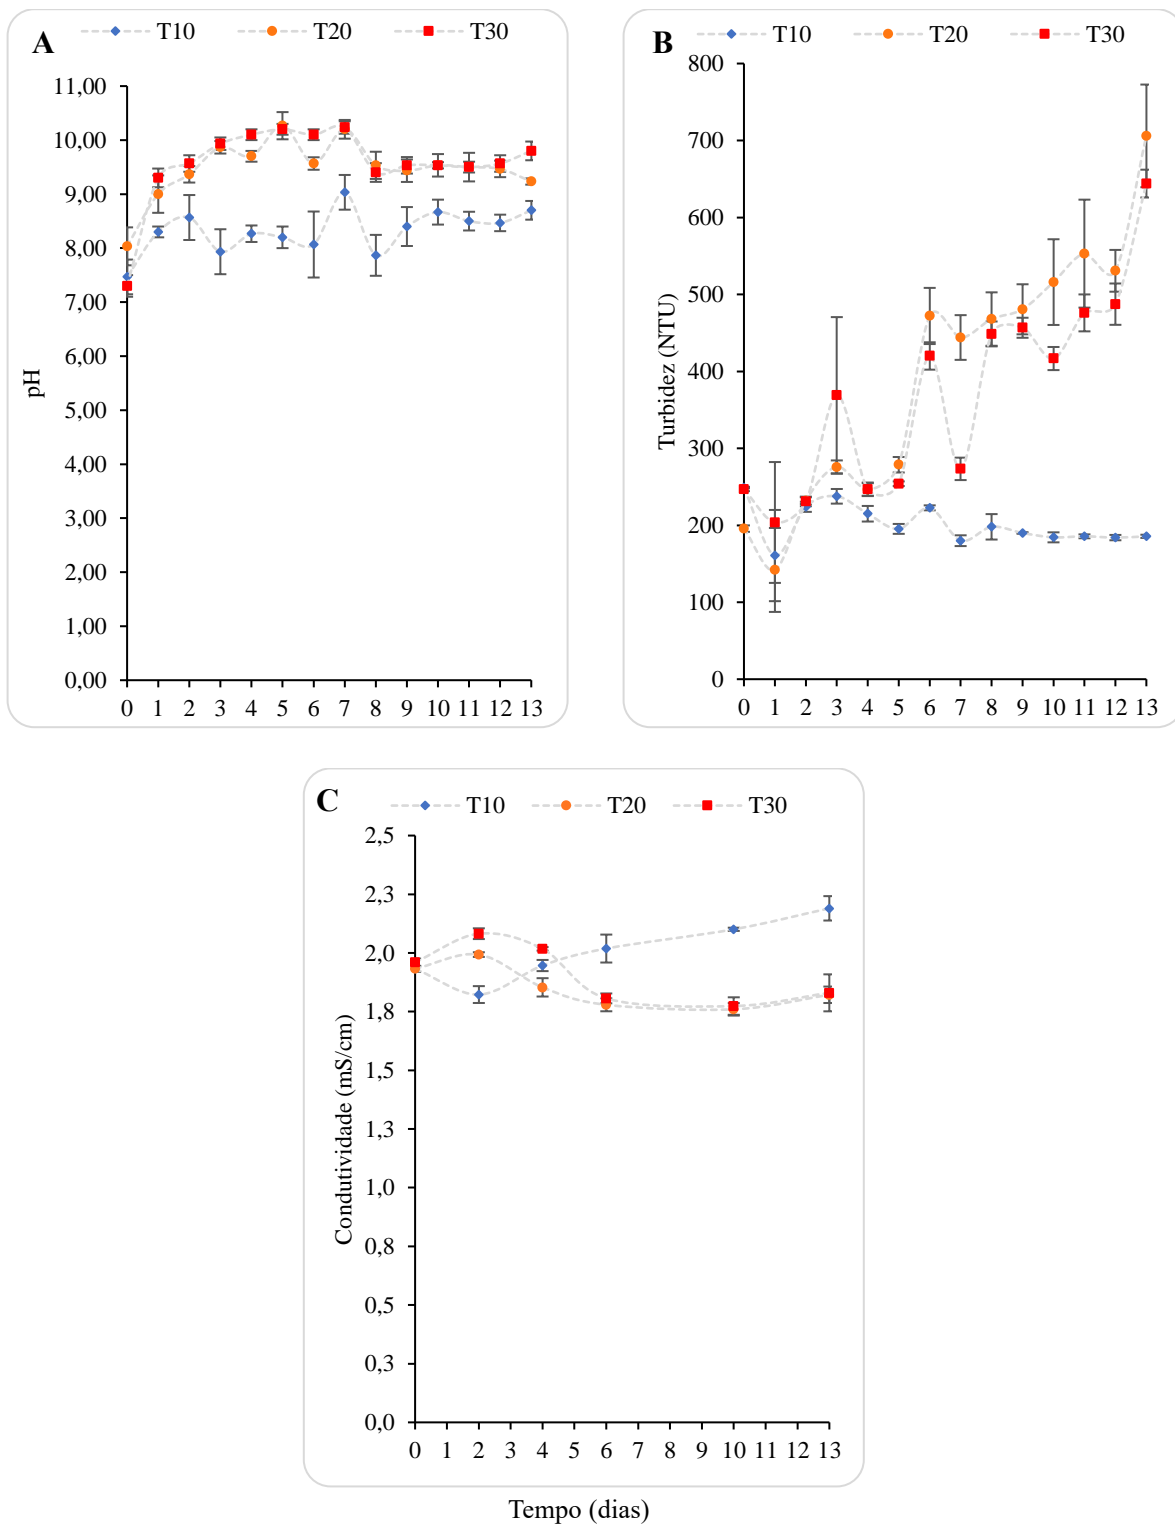 A
T10 T20 T30
11,00
10,00
9,00
8,00
7,00
6,00
5,00
4,00
3,00
2,00
1,00
0,00
pH
0 1 2 3 4 5 6 7 8 9 10 11 12 13
B
T10 T20 T30
800
700
600
500
400
300
200
100
0
Turbidez (NTU)
0 1 2 3 4 5 6 7 8 9 10 11 12 13
C
T10 T20 T30
2,5
2,3
2,0
1,8
1,5
1,3
1,0
0,8
0,5
0,3
0,0
Condutividade (mS/cm)
0 1 2 3 4 5 6 7 8 9 10 11 12 13
Tempo (dias)